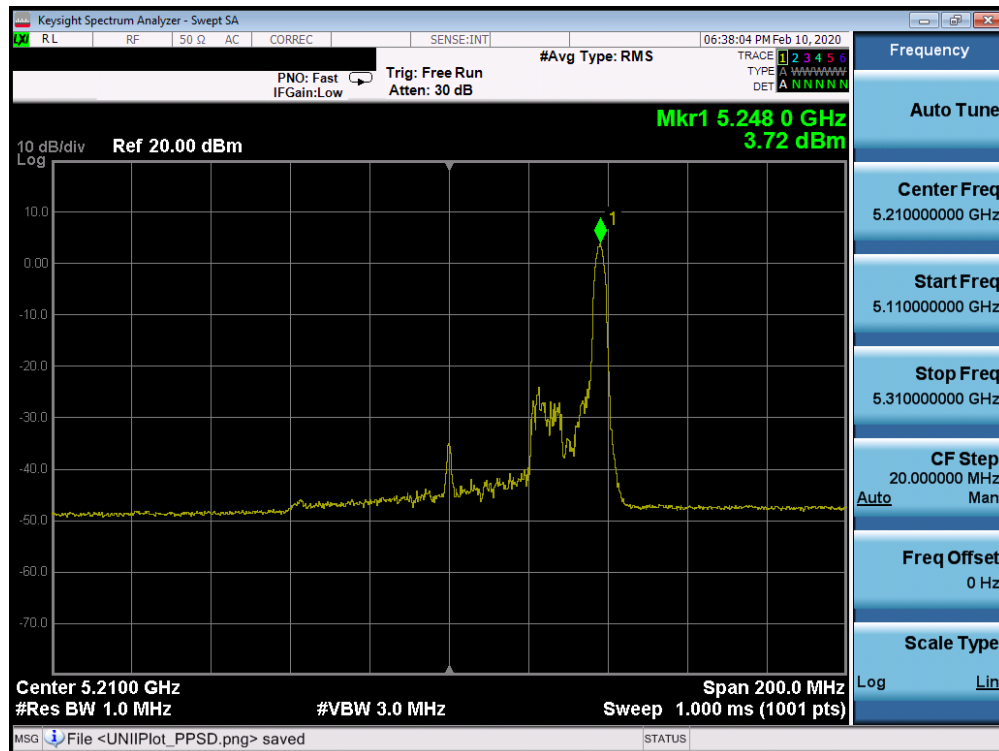 Keysight Spectrum Analyzer - Swept SA
LXI RL RF 50 Ω AC CORREC SENSE:INT 06:38:04 PM Feb 10, 2020
#Avg Type: RMS TRACE 1 2 3 4 5 6
PNO: Fast Trig: Free Run TYPE A WWWWW
IFGain:Low Atten: 30 dB DET A N N N N N
Mkr1 5.248 0 GHz
3.72 dBm
10 dB/div Ref 20.00 dBm
Log
1
10.0
0.00
-10.0
-20.0
-30.0
-40.0
-50.0
-60.0
-70.0
Center 5.2100 GHz Span 200.0 MHz
#Res BW 1.0 MHz #VBW 3.0 MHz Sweep 1.000 ms (1001 pts)
MSG File <UNIIPlot_PPSD.png> saved STATUS
Frequency
Auto Tune
Center Freq
5.210000000 GHz
Start Freq
5.110000000 GHz
Stop Freq
5.310000000 GHz
CF Step
20.000000 MHz
Auto Man
Freq Offset
0 Hz
Scale Type
Log Lin